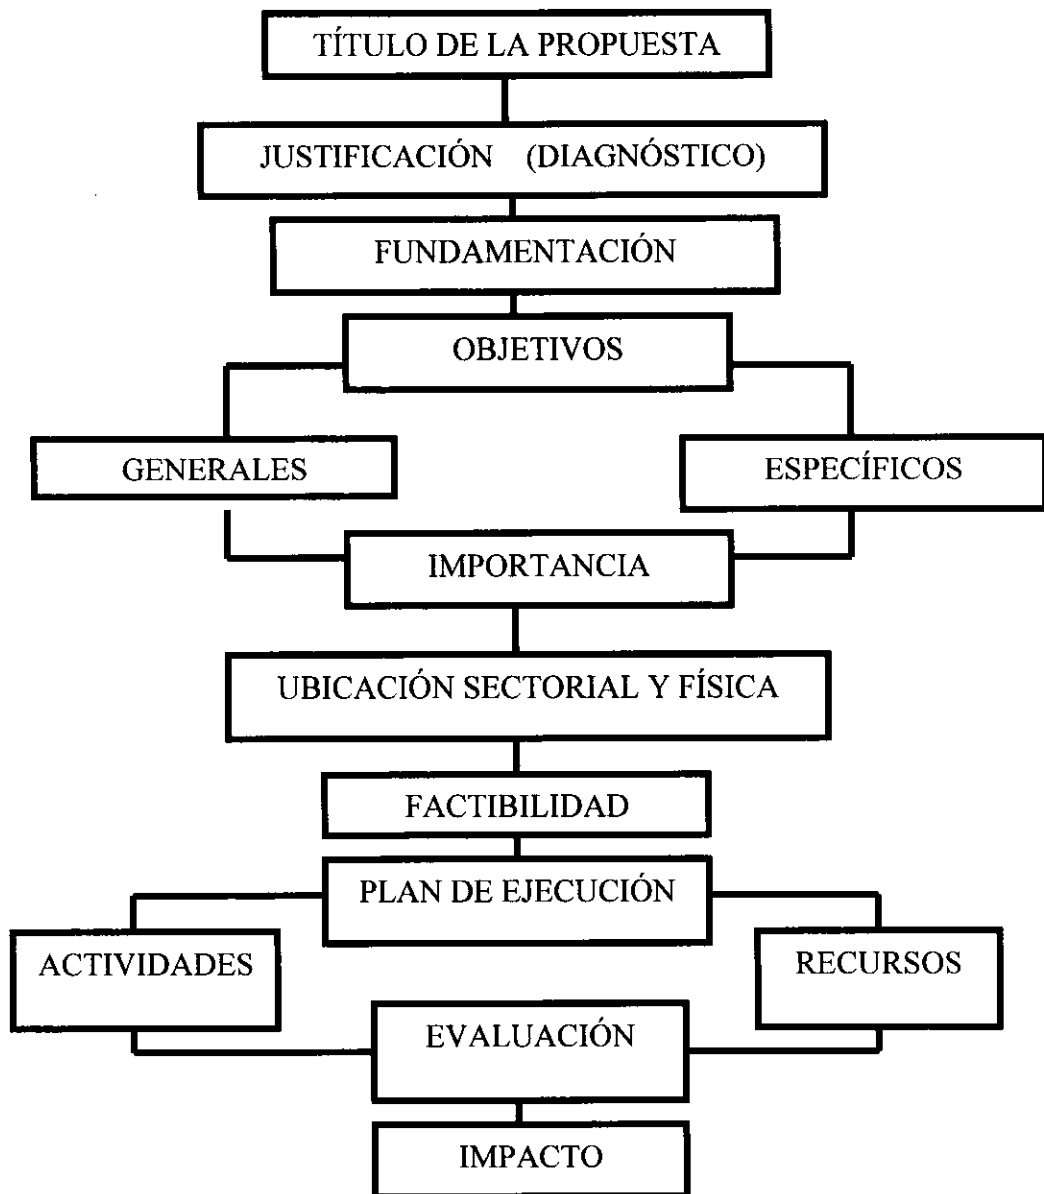 TÍTULO DE LA PROPUESTA
JUSTIFICACIÓN (DIAGNÓSTICO)
FUNDAMENTACIÓN
OBJETIVOS
GENERALES
ESPECÍFICOS
IMPORTANCIA
UBICACIÓN SECTORIAL Y FÍSICA
FACTIBILIDAD
PLAN DE EJECUCIÓN
ACTIVIDADES
RECURSOS
EVALUACIÓN
IMPACTO